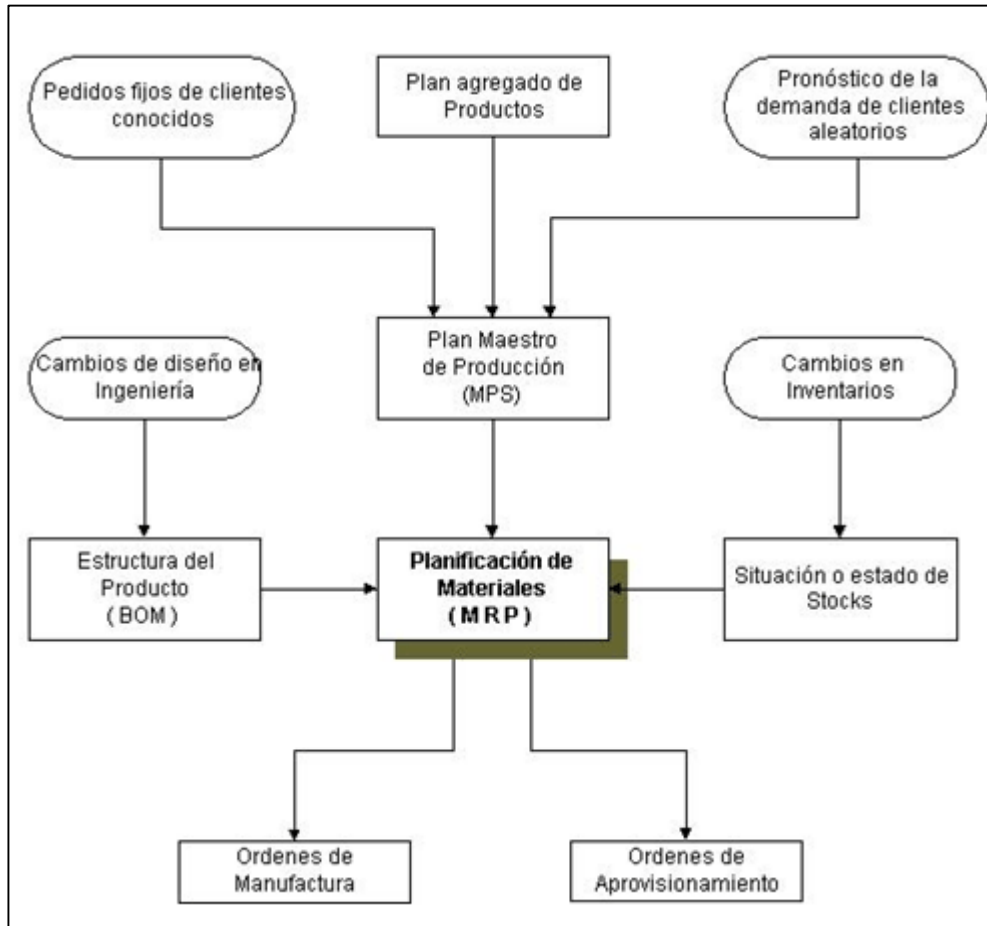 Pedidos fijos de clientes
conocidos
Plan agregado de
Productos
Pronóstico de la
demanda de clientes
aleatorios
Cambios de diseño en
Ingeniería
Plan Maestro
de Producción
(MPS)
Cambios en
Inventarios
Estructura del
Producto
( BOM )
Planificación de
Materiales
( M R P )
Situación o estado de
Stocks
Ordenes de
Manufactura
Ordenes de
Aprovisionamiento